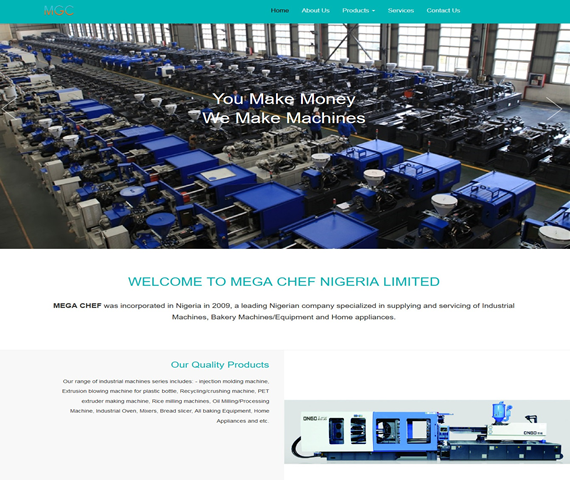 MGC
Home About Us Products Services Contact Us
You Make Money
We Make Machines
WELCOME TO MEGA CHEF NIGERIA LIMITED
MEGA CHEF was incorporated in Nigeria in 2009, a leading Nigerian company specialized in supplying and servicing of Industrial
Machines, Bakery Machines/Equipment and Home appliances.
Our Quality Products
Our range of industrial machines series includes: - injection molding machine,
Extrusion blowing machine for plastic bottle, Recycling/crushing machine, PET
extruder making machine, Rice milling machines, Oil Milling/Processing
Machine, Industrial Oven, Mixers, Bread slicer, All baking Equipment, Home
Appliances and etc.